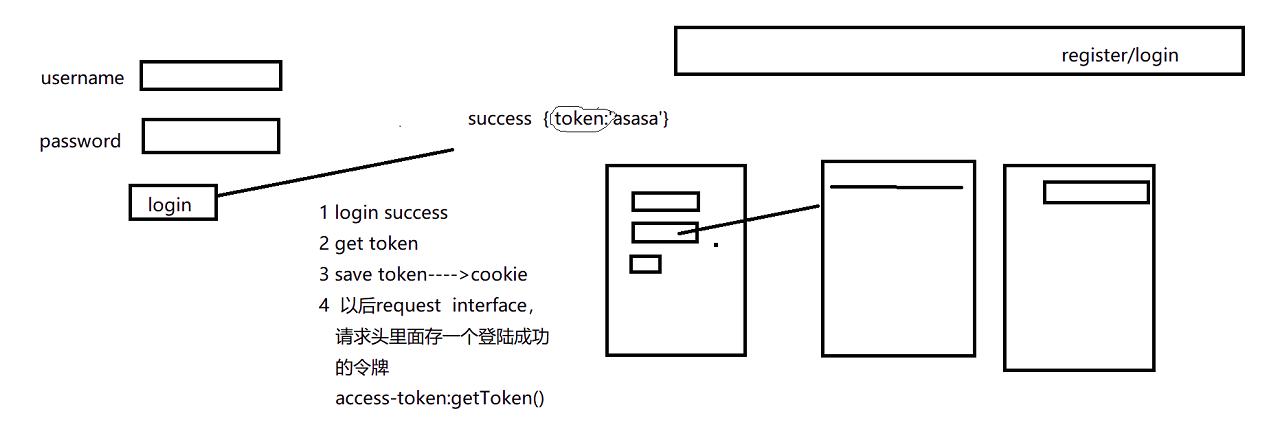 register/login
username
success {token:'asasa'}
password
login
1 login success
2 get token
3 save token---->cookie
4 以后request interface，
请求头里面存一个登陆成功
的令牌
access-token:getToken()